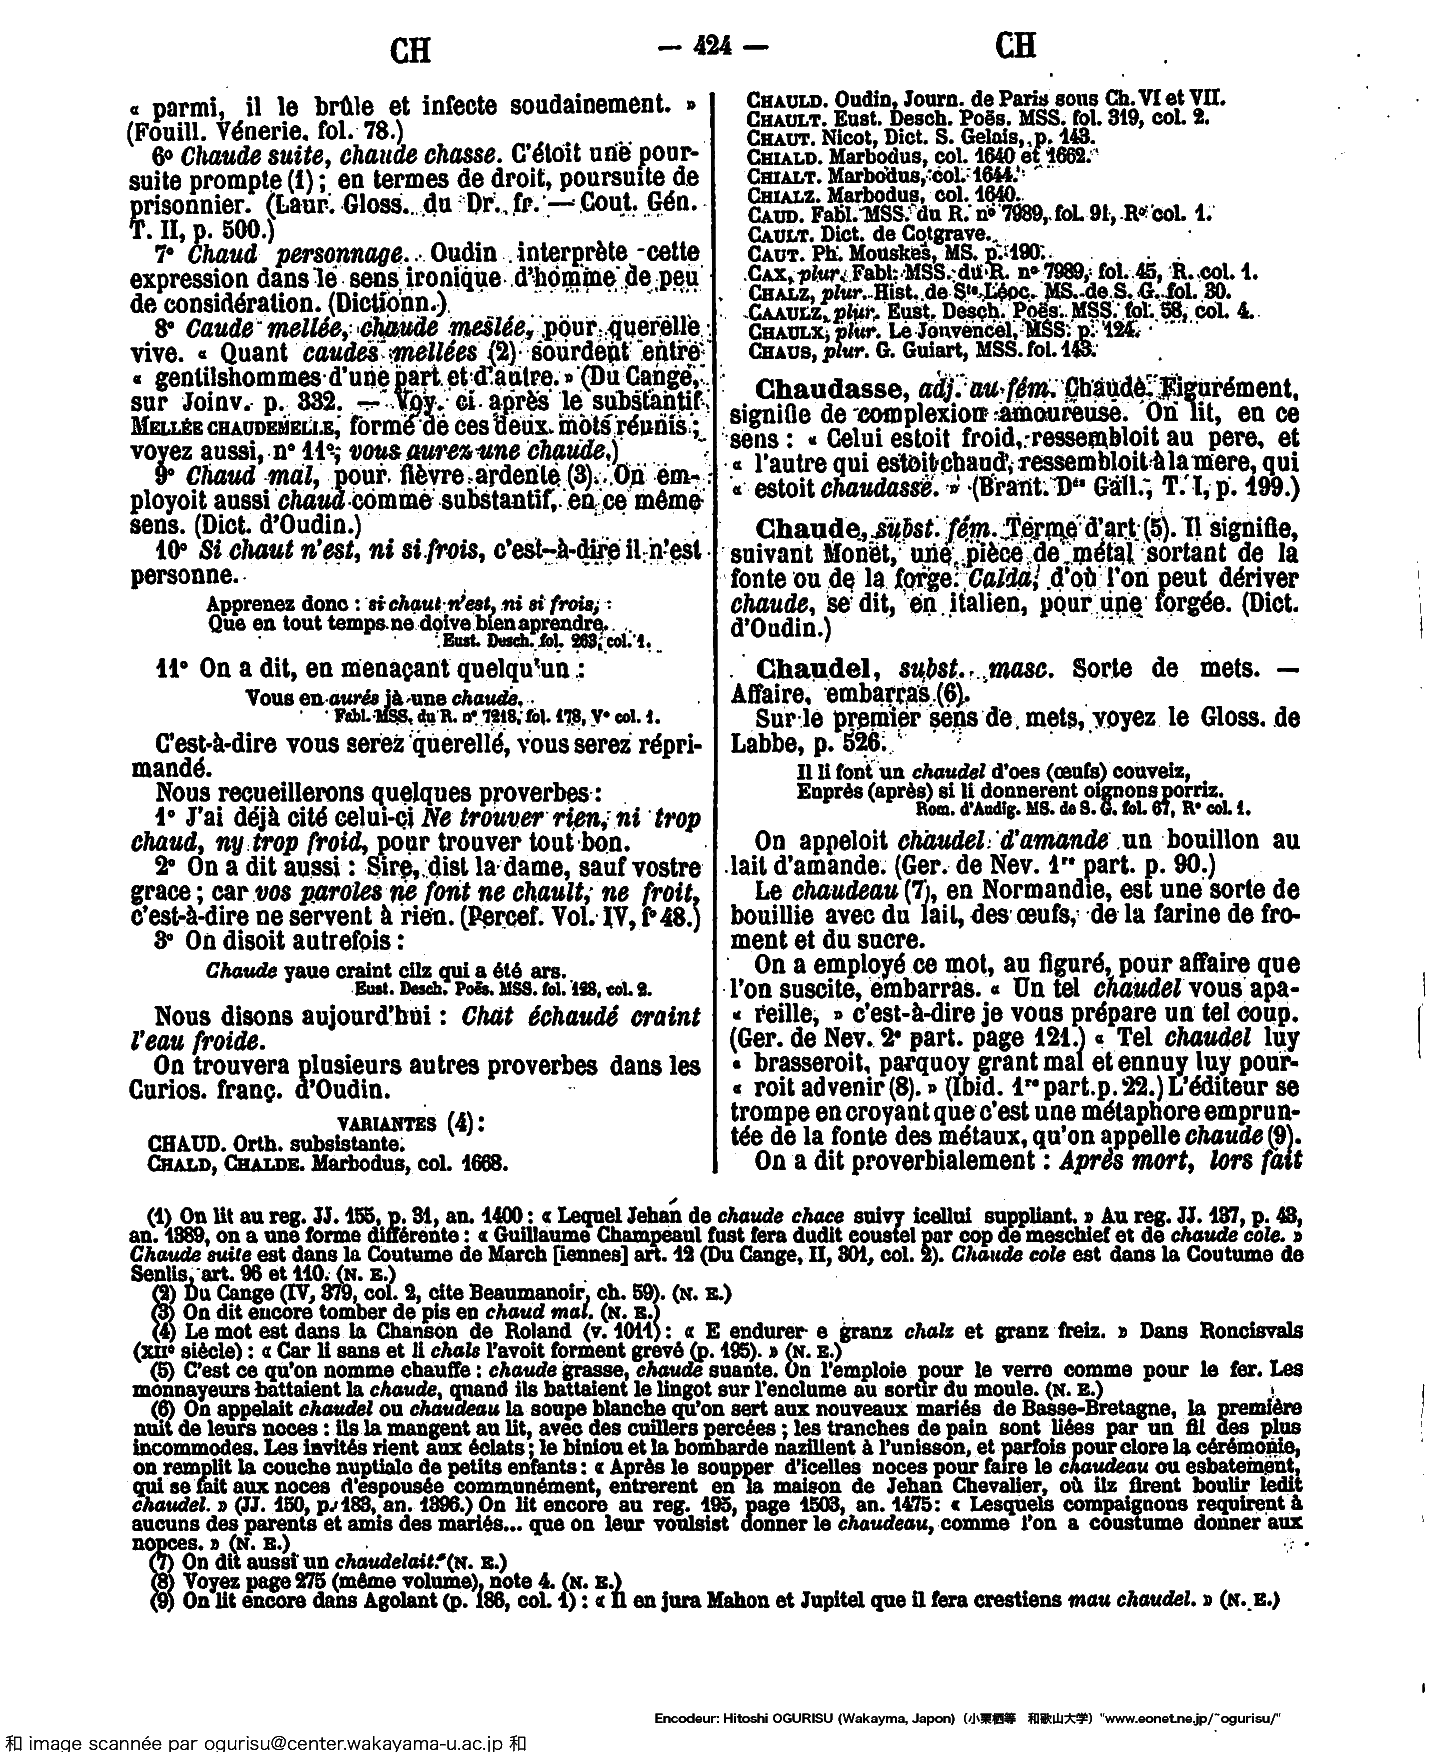 CH — 424 — CH
« parmi, il le brûle et infecte soudainement. »
(Fouill. Vénerie, fol. 78.)
6º Chaude suite, chaude chasse. C'étoit une pour-
suite prompte (1) ; en termes de droit, poursuite de
prisonnier. (Laur. Gloss. du Dr. fr. — Cout. Gén.
T. II, p. 500.)
7º Chaud personnage. Oudin interprète cette
expression dans le sens ironique d'homme de peu
de considération. (Dictionn.)
8º Caude mellée, chaude meslée, pour querelle
vive. « Quant caudes mellées (2) sourdent entre
« gentilshommes d'une part et d'autre. » (Du Cange,
sur Joinv. p. 332. — Voy. ci après le substantif
MELLÉE CHAUDEMELLE, formé de ces deux mots réunis ;
voyez aussi, nº 11º, vous aurez une chaude.)
9º Chaud mal, pour fièvre ardente (3). On em-
ployoit aussi chaud comme substantif, en ce même
sens. (Dict. d'Oudin.)
10º Si chaut n'est, ni si frois, c'est-à-dire il n'est
personne.
Apprenez donc : si chaut n'est, ni si frois,
Que en tout temps ne doive bien aprendre.
Eust. Desch. fol. 263, col. 1.
11º On a dit, en menaçant quelqu'un :
Vous en aurés jà une chaude.
Fabl. MSS. du R. nº 7218, fol. 178, Vº col. 1.
C'est-à-dire vous serez querellé, vous serez répri-
mandé.
Nous recueillerons quelques proverbes :
1º J'ai déjà cité celui-ci Ne trouver rien, ni trop
chaud, ny trop froid, pour trouver tout bon.
2º On a dit aussi : Sire, dist la dame, sauf vostre
grace ; car vos paroles ne font ne chault, ne froit,
c'est-à-dire ne servent à rien. (Percef. Vol. IV, fº 48.)
3º On disoit autrefois :
Chaude yaue craint cilz qui a été ars.
Eust. Desch. Poës. MSS. fol. 128, col. 2.
Nous disons aujourd'hui : Chat échaudé craint
l'eau froide.
On trouvera plusieurs autres proverbes dans les
Curios. franç. d'Oudin.
VARIANTES (4) :
CHAUD. Orth. subsistante.
CHALD, CHALDE. Marbodus, col. 1668.
CHAULD. Oudin, Journ. de Paris sous Ch. VI et VII.
CHAULT. Eust. Desch. Poës. MSS. fol. 319, col. 2.
CHAUT. Nicot, Dict. S. Gelais, p. 143.
CHIALD. Marbodus, col. 1640 et 1662.
CHIALT. Marbodus, col. 1644.
CHIALZ. Marbodus, col. 1640.
CAUD. Fabl. MSS. du R. nº 7989, fol. 91, Rº col. 1.
CAULT. Dict. de Cotgrave.
CAUT. Ph. Mouskes, MS. p. 190.
CAX, plur. Fabl. MSS. du R. nº 7989, fol. 45, R. col. 1.
CHALZ, plur. Hist. de Ste Léoc. MS. de S. G. fol. 30.
CAAULZ, plur. Eust. Desch. Poës. MSS. fol. 58, col. 4.
CHAULX, plur. Le Jouvencel, MSS. p. 124.
CHAUS, plur. G. Guiart, MSS. fol. 143.
Chaudasse, adj. au fém. Chaude. Figurément,
signifie de complexion amoureuse. On lit, en ce
sens : « Celui estoit froid, ressembloit au pere, et
« l'autre qui estoit chaud, ressembloit à la mere, qui
« estoit chaudasse. » (Brant. Des Gall., T. I, p. 199.)
Chaude, subst. fém. Terme d'art (5). Il signifie,
suivant Monet, une pièce de métal sortant de la
fonte ou de la forge. Calda, d'où l'on peut dériver
chaude, se dit, en italien, pour une forgée. (Dict.
d'Oudin.)
Chaudel, subst. masc. Sorte de mets. —
Affaire, embarras (6).
Sur le premier sens de mets, voyez le Gloss. de
Labbe, p. 526.
Il li font un chaudel d'oes (œufs) couveiz,
Enprès (après) si li donnerent oignons porriz.
Rom. d'Audig. MS. de S. G. fol. 67, Rº col. 1.
On appeloit chaudel d'amande un bouillon au
lait d'amande. (Ger. de Nev. 1re part. p. 90.)
Le chaudeau (7), en Normandie, est une sorte de
bouillie avec du lait, des œufs, de la farine de fro-
ment et du sucre.
On a employé ce mot, au figuré, pour affaire que
l'on suscite, embarras. « Un tel chaudel vous apa-
« reille, » c'est-à-dire je vous prépare un tel coup.
(Ger. de Nev. 2e part. page 121.) « Tel chaudel luy
« brasseroit, parquoy grant mal et ennuy luy pour-
« roit advenir (8). » (Ibid. 1re part. p. 22.) L'éditeur se
trompe en croyant que c'est une métaphore emprun-
tée de la fonte des métaux, qu'on appelle chaude (9).
On a dit proverbialement : Après mort, lors fait
(1) On lit au reg. JJ. 155, p. 31, an. 1400 : « Lequel Jehan de chaude chace suivy icellui suppliant. » Au reg. JJ. 137, p. 43,
an. 1389, on a une forme différente : « Guillaume Champeaul fust fera dudit coustel par cop de meschief et de chaude cole. »
Chaude suite est dans la Coutume de March [iennes] art. 12 (Du Cange, II, 301, col. 2). Chaude cole est dans la Coutume de
Senlis, art. 96 et 110. (N. E.)
(2) Du Cange (IV, 379, col. 2, cite Beaumanoir, ch. 59). (N. E.)
(3) On dit encore tomber de pis en chaud mal. (N. E.)
(4) Le mot est dans la Chanson de Roland (v. 1011) : « E endurer e granz chalz et granz freiz. » Dans Roncisvals
(XIIe siècle) : « Car li sans et li chals l'avoit forment grevé (p. 195). » (N. E.)
(5) C'est ce qu'on nomme chauffe : chaude grasse, chaude suante. On l'emploie pour le verre comme pour le fer. Les
monnayeurs battaient la chaude, quand ils battaient le lingot sur l'enclume au sortir du moule. (N. E.)
(6) On appelait chaudel ou chaudeau la soupe blanche qu'on sert aux nouveaux mariés de Basse-Bretagne, la première
nuit de leurs noces : ils la mangent au lit, avec des cuillers percées ; les tranches de pain sont liées par un fil des plus
incommodes. Les invités rient aux éclats ; le biniou et la bombarde nazillent à l'unisson, et parfois pour clore la cérémonie,
on remplit la couche nuptiale de petits enfants : « Après le soupper d'icelles noces pour faire le chaudeau ou esbatement,
qui se fait aux noces d'espousée communément, entrerent en la maison de Jehan Chevalier, où ilz firent boulir ledit
chaudel. » (JJ. 150, p. 183, an. 1396.) On lit encore au reg. 195, page 1503, an. 1475 : « Lesquels compaignons requirent à
aucuns des parents et amis des mariés... que on leur voulsist donner le chaudeau, comme l'on a coustume donner aux
nopces. » (N. E.)
(7) On dit aussi un chaudelait. (N. E.)
(8) Voyez page 275 (même volume), note 4. (N. E.)
(9) On lit encore dans Agolant (p. 186, col. 1) : « Il en jura Mahon et Jupitel que il fera crestiens mau chaudel. » (N. E.)
Encodeur: Hitoshi OGURISU (Wakayma, Japon) (小栗栖等 和歌山大学) "www.eonet.ne.jp/~ogurisu/"
和 image scannée par ogurisu@center.wakayama-u.ac.jp 和